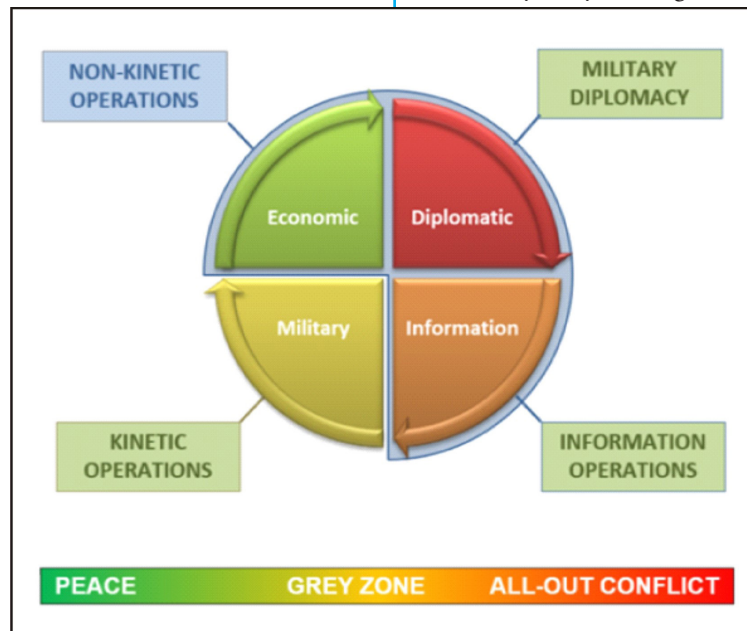 NON-KINETIC
OPERATIONS
MILITARY
DIPLOMACY
Economic
Diplomatic
Military
Information
KINETIC
OPERATIONS
INFORMATION
OPERATIONS
PEACE GREY ZONE ALL-OUT CONFLICT